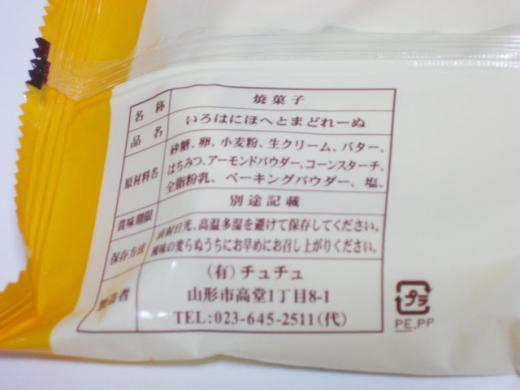 名称 焼菓子
品名 いろはにほへとまどれーぬ
原材料名 砂糖、卵、小麦粉、生クリーム、バター、
はちみつ、アーモンドパウダー、コーンスターチ、
全脂粉乳、ベーキングパウダー、塩、
賞味期限 別途記載
保存方法 直射日光、高温多湿を避けて保存してください。
風味の変らぬうちにお早めにお召し上がりください。
製造者 (有)チュチュ
山形市高堂1丁目8-1
TEL:023-645-2511(代)
プラ
PE,PP